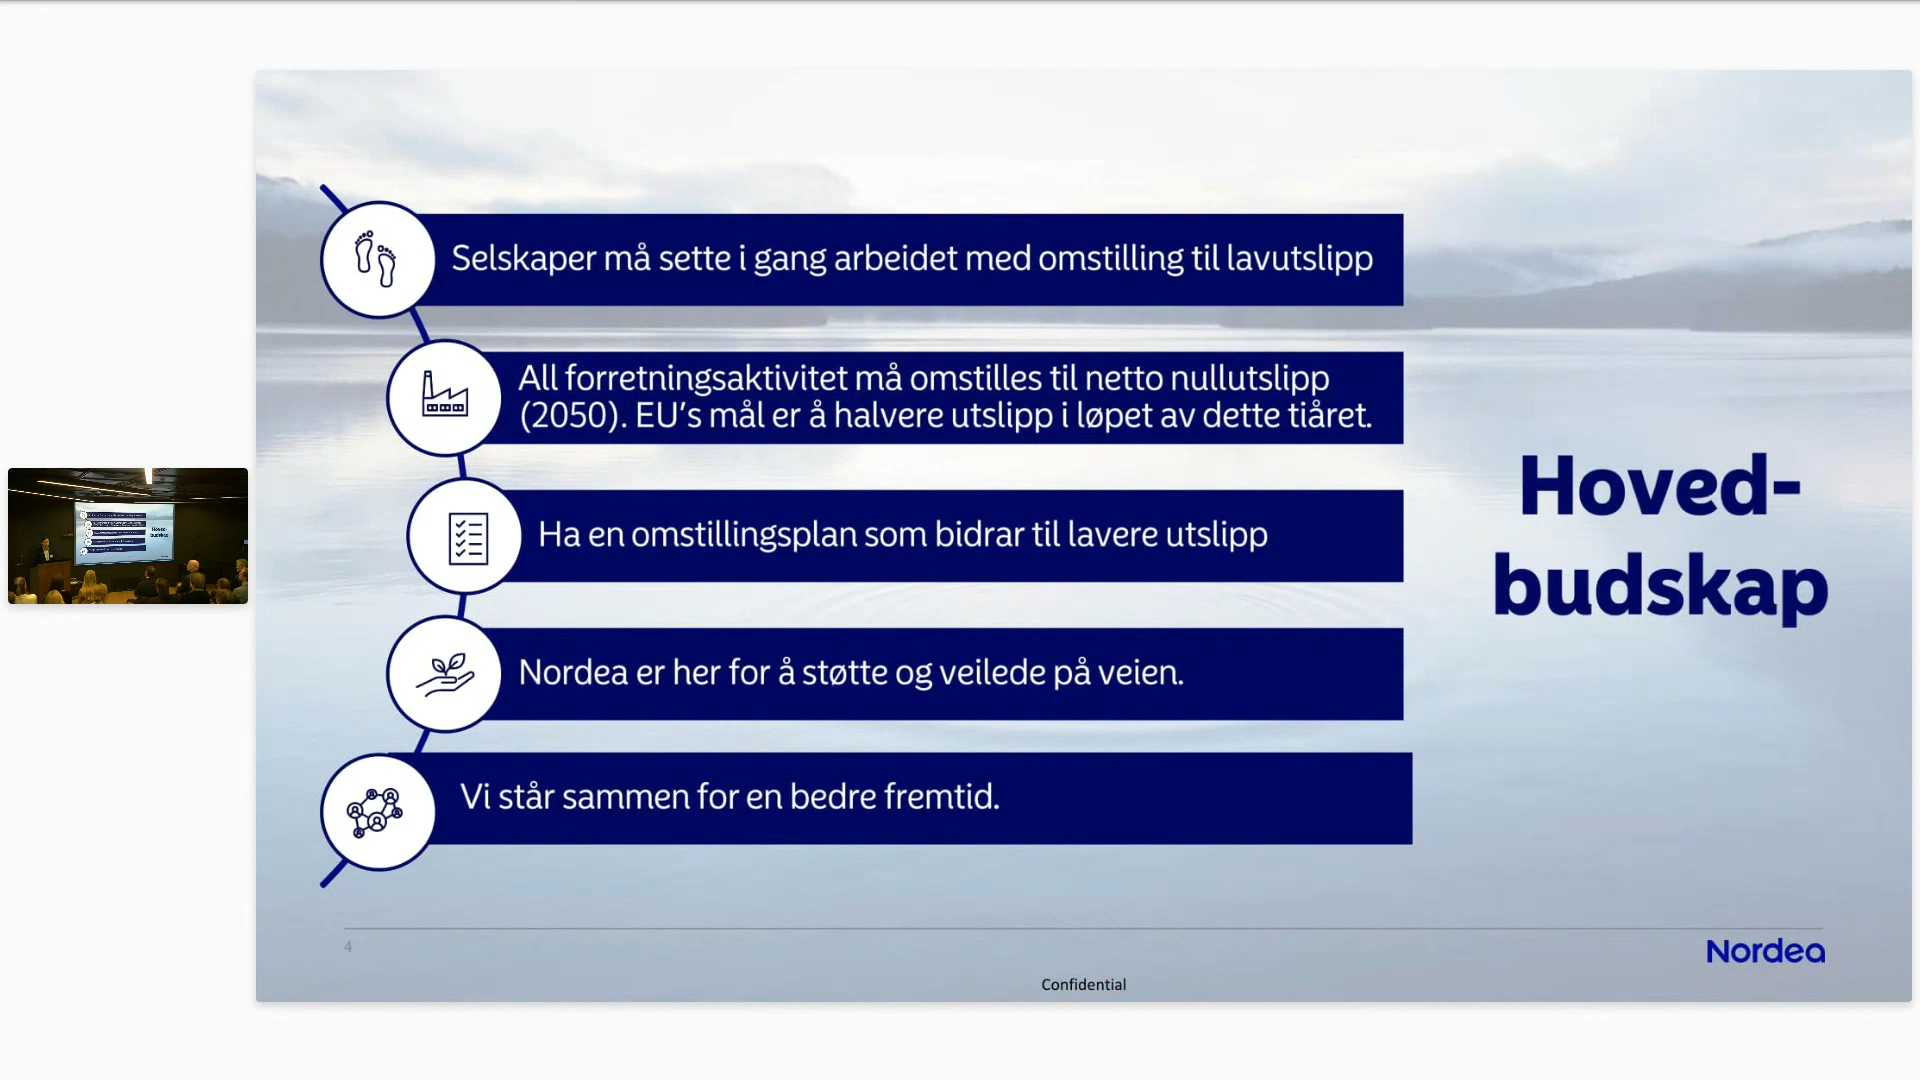 Selskaper må sette i gang arbeidet med omstilling til lavutslipp
All forretningsaktivitet må omstilles til netto nullutslipp
(2050). EU’s mål er å halvere utslipp i løpet av dette tiåret.
Ha en omstillingsplan som bidrar til lavere utslipp
Nordea er her for å støtte og veilede på veien.
Vi står sammen for en bedre fremtid.
Hoved-
budskap
4
Nordea
Confidential
Hoved-
budskap